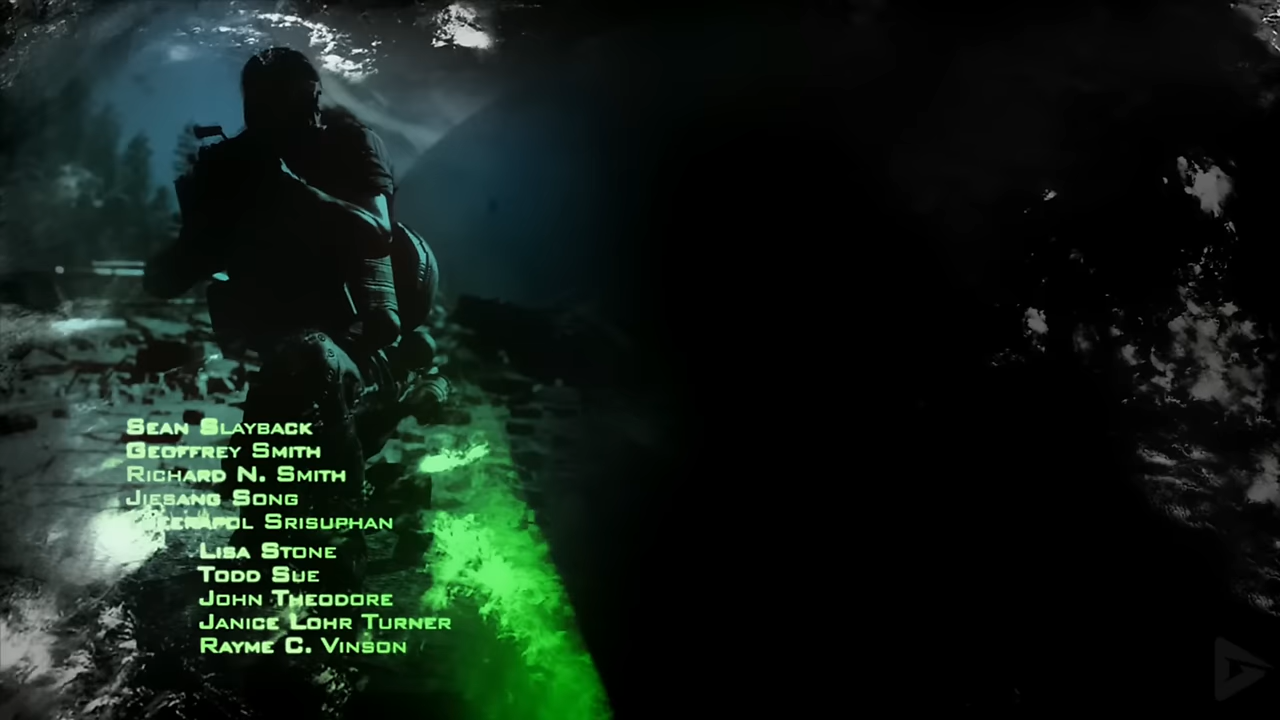 Sean Slayback
Geoffrey Smith
Richard N. Smith
Jiesang Song
Srisuphan
Lisa Stone
Todd Sue
John Theodore
Janice Lohr Turner
Rayme C. Vinson